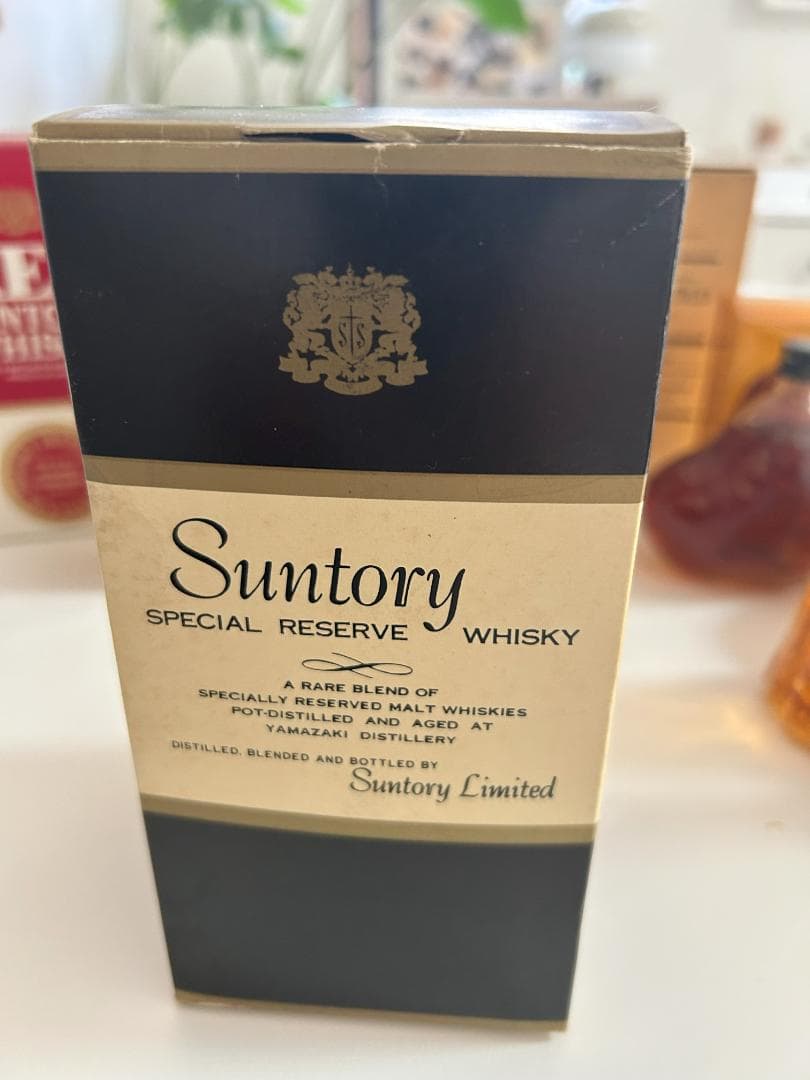 SS
Suntory
SPECIAL RESERVE WHISKY
A RARE BLEND OF
SPECIALLY RESERVED MALT WHISKIES
POT-DISTILLED AND AGED AT
YAMAZAKI DISTILLERY
DISTILLED, BLENDED AND BOTTLED BY
Suntory Limited